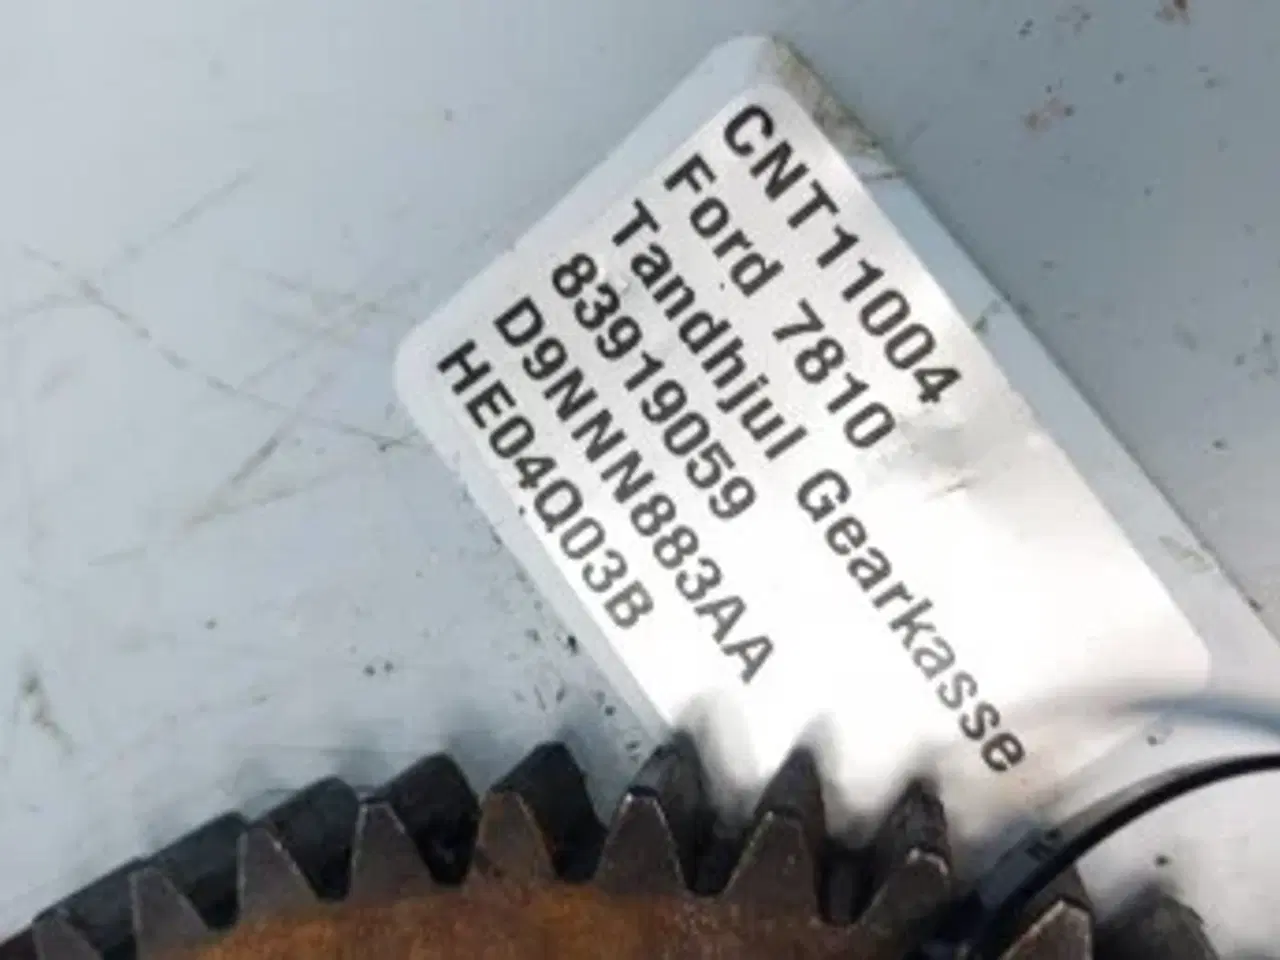 CNT11004
Ford 7810
Tandhjul Gearkasse
83919059
D9NNN883AA
HE04Q03B